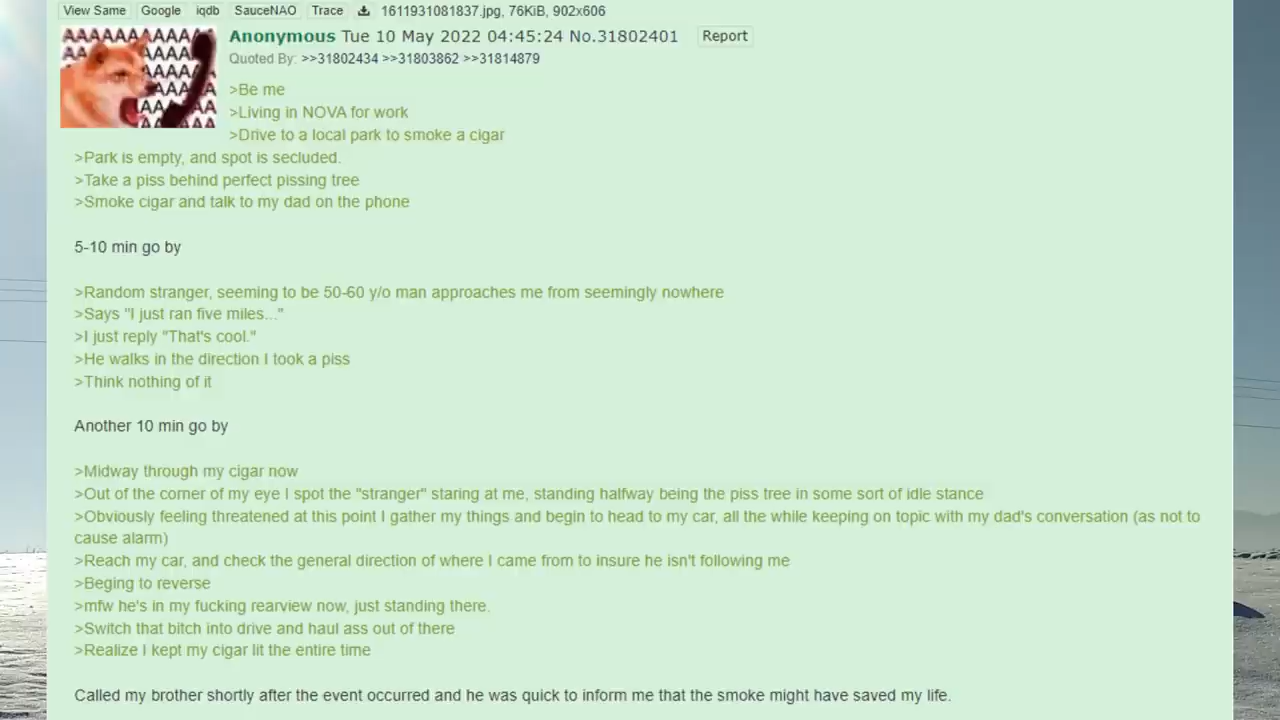 View Same Google iqdb SauceNAO Trace 1611931081837.jpg, 76KiB, 902x606
Anonymous Tue 10 May 2022 04:45:24 No.31802401 Report
Quoted By: >>31802434 >>31803862 >>31814879
>Be me
>Living in NOVA for work
>Drive to a local park to smoke a cigar
>Park is empty, and spot is secluded.
>Take a piss behind perfect pissing tree
>Smoke cigar and talk to my dad on the phone
5-10 min go by
>Random stranger, seeming to be 50-60 y/o man approaches me from seemingly nowhere
>Says "I just ran five miles..."
>I just reply "That's cool."
>He walks in the direction I took a piss
>Think nothing of it
Another 10 min go by
>Midway through my cigar now
>Out of the corner of my eye I spot the "stranger" staring at me, standing halfway being the piss tree in some sort of idle stance
>Obviously feeling threatened at this point I gather my things and begin to head to my car, all the while keeping on topic with my dad's conversation (as not to
cause alarm)
>Reach my car, and check the general direction of where I came from to insure he isn't following me
>Beging to reverse
>mfw he's in my fucking rearview now, just standing there.
>Switch that bitch into drive and haul ass out of there
>Realize I kept my cigar lit the entire time
Called my brother shortly after the event occurred and he was quick to inform me that the smoke might have saved my life.